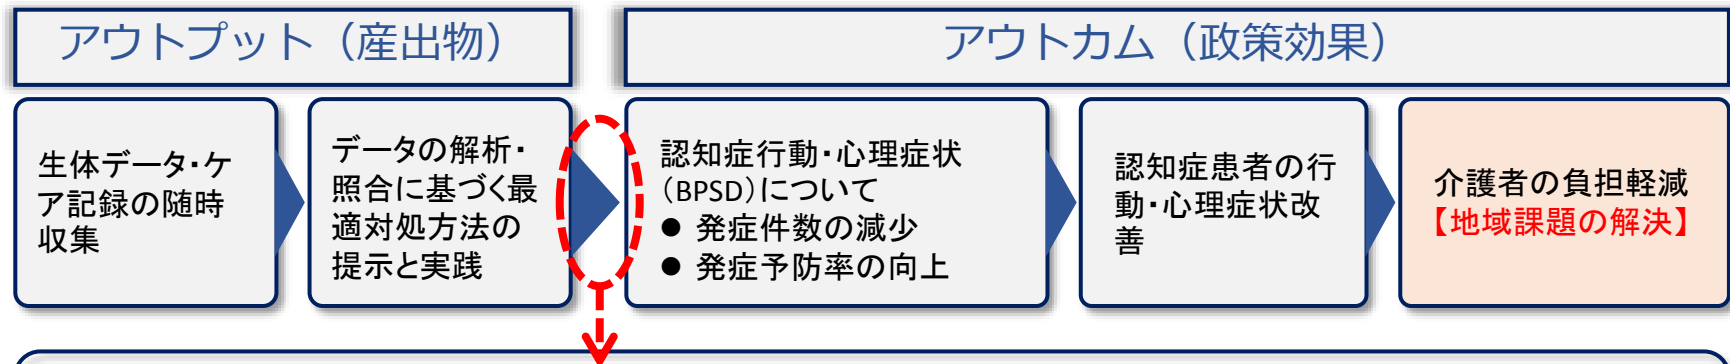 アウトプット（産出物）
アウトカム（政策効果）
生体データ・ケ
ア記録の随時
収集
データの解析・
照合に基づく最
適対処方法の
提示と実践
認知症行動・心理症状
（BPSD）について
● 発症件数の減少
● 発症予防率の向上
認知症患者の行
動・心理症状改
善
介護者の負担軽減
【地域課題の解決】